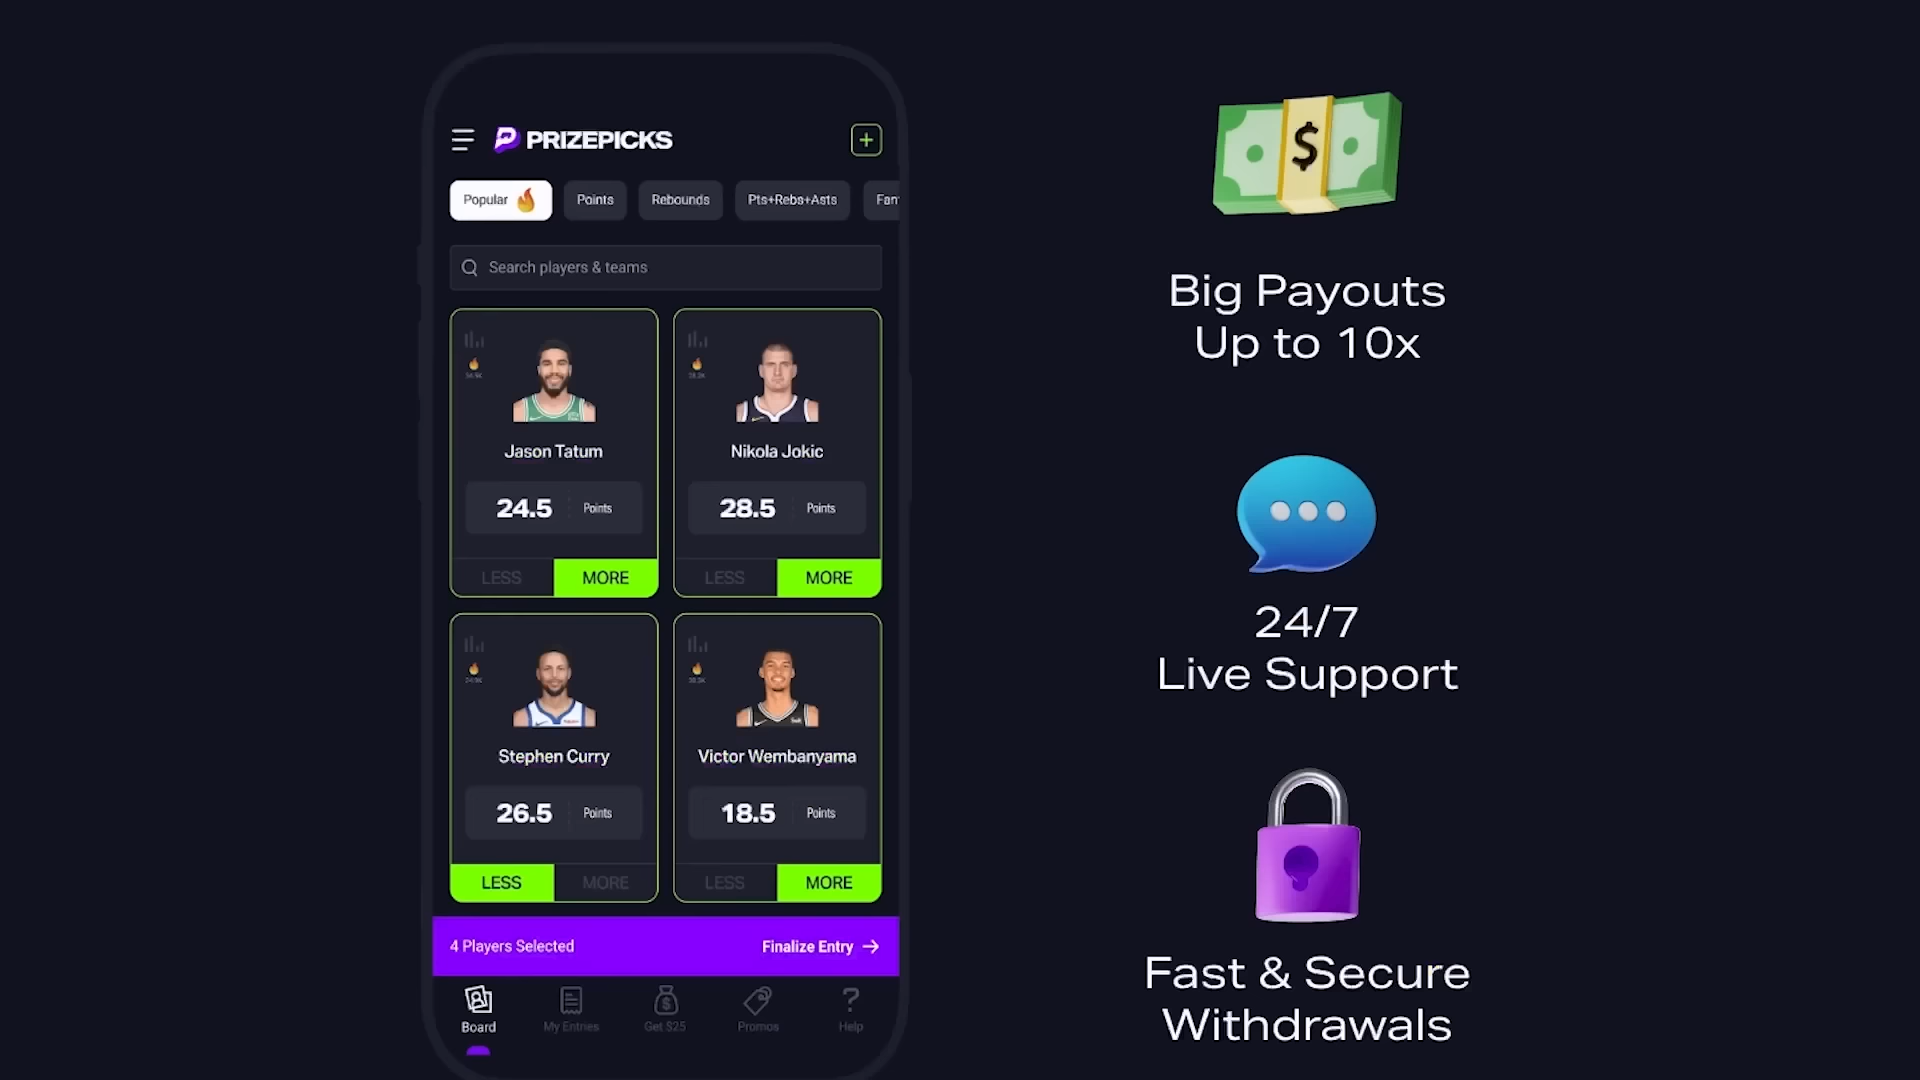 PRIZEPICKS
Popular
Points
Rebounds
Pts+Rebs+Asts
Search players & teams
Jason Tatum
24.5 Points
LESS MORE
Nikola Jokic
28.5 Points
LESS MORE
Stephen Curry
26.5 Points
LESS MORE
Victor Wembanyama
18.5 Points
LESS MORE
4 Players Selected
Finalize Entry
Board
My Entries
Get $25
Promos
Help
$
Big Payouts
Up to 10x
24/7
Live Support
Fast & Secure
Withdrawals